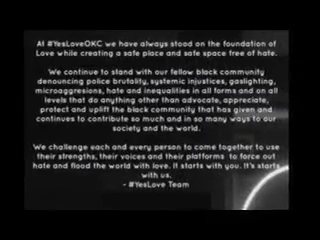 At #YesLoveOKC we have always stood on the foundation of
Love while creating a safe place and safe space free of hate.
We continue to stand with our fellow black community
denouncing police brutality, systemic injustices, gaslighting,
microaggresions, hate and inequalities in all forms and on all
levels that do anything other than advocate, appreciate,
protect and uplift the black community that has given and
continues to contribute so much and in so many ways to our
society and the world.
We challenge each and every person to come together to use
their strengths, their voices and their platforms to force out
hate and flood the world with love. It starts with you. It's starts
with us.
- #YesLove Team